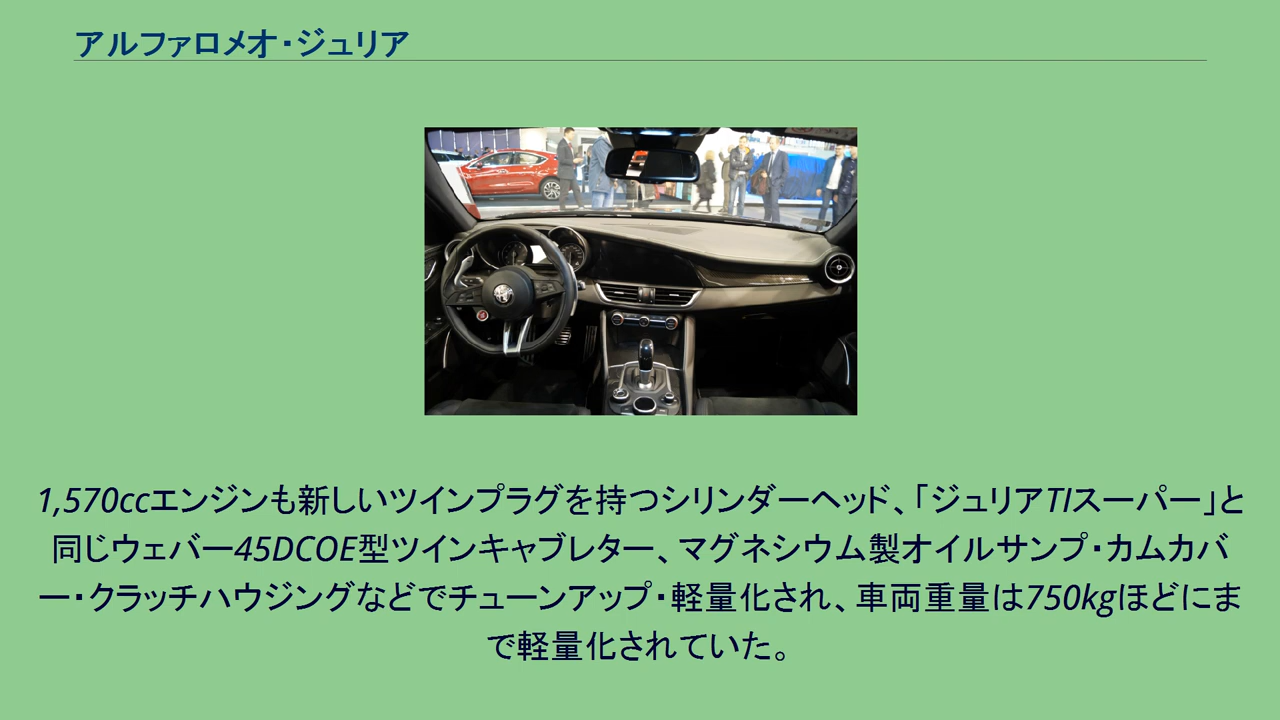 アルファロメオ・ジュリア
1,570ccエンジンも新しいツインプラグを持つシリンダーヘッド、「ジュリアTIスーパー」と
同じウェバー45DCOE型ツインキャブレター、マグネシウム製オイルサンプ・カムカバ
ー・クラッチハウジングなどでチューンアップ・軽量化され、車両重量は750kgほどにま
で軽量化されていた。